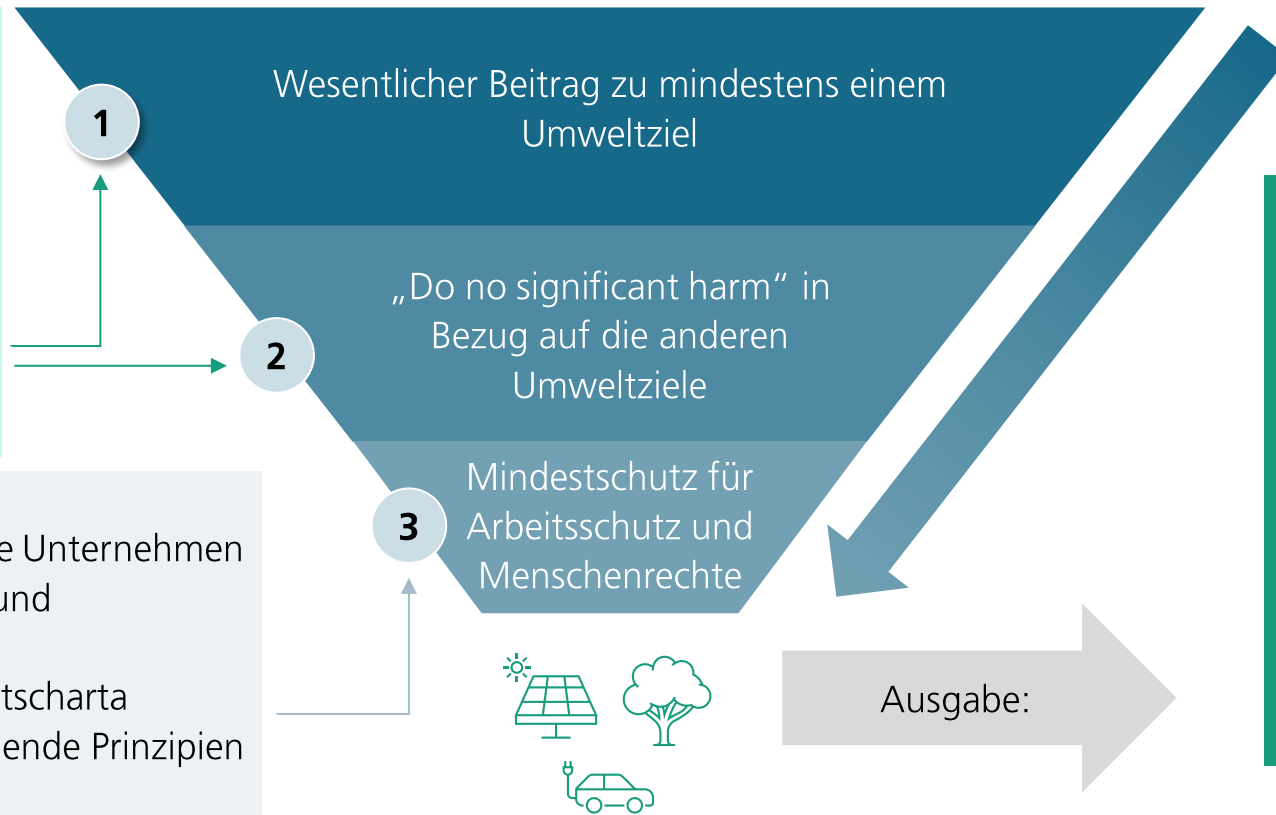 Wesentlicher Beitrag zu mindestens einem
Umweltziel
1
„Do no significant harm“ in
Bezug auf die anderen
Umweltziele
2
Mindestschutz für
Arbeitsschutz und
Menschenrechte
3
e Unternehmen
und
tscharta
ende Prinzipien
Ausgabe: